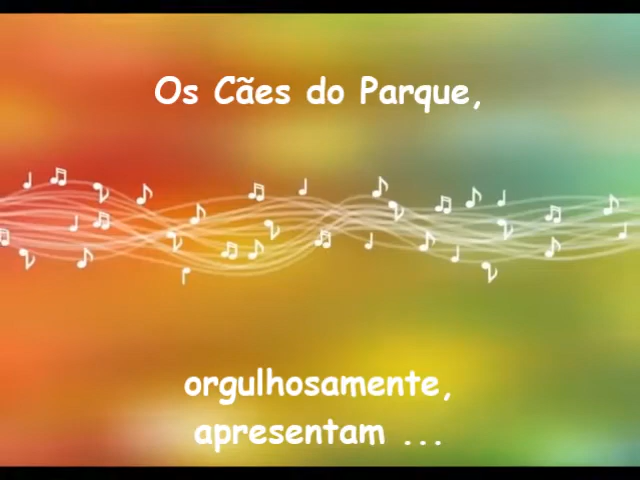 Os Cães do Parque,
orgulhosamente,
apresentam ...